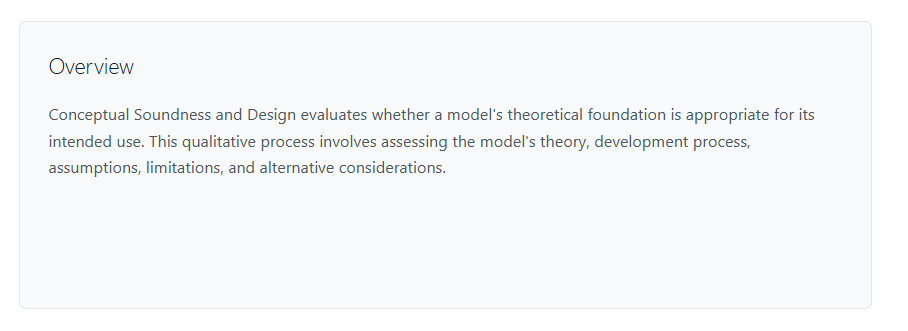 Overview
Conceptual Soundness and Design evaluates whether a model's theoretical foundation is appropriate for its
intended use. This qualitative process involves assessing the model's theory, development process,
assumptions, limitations, and alternative considerations.